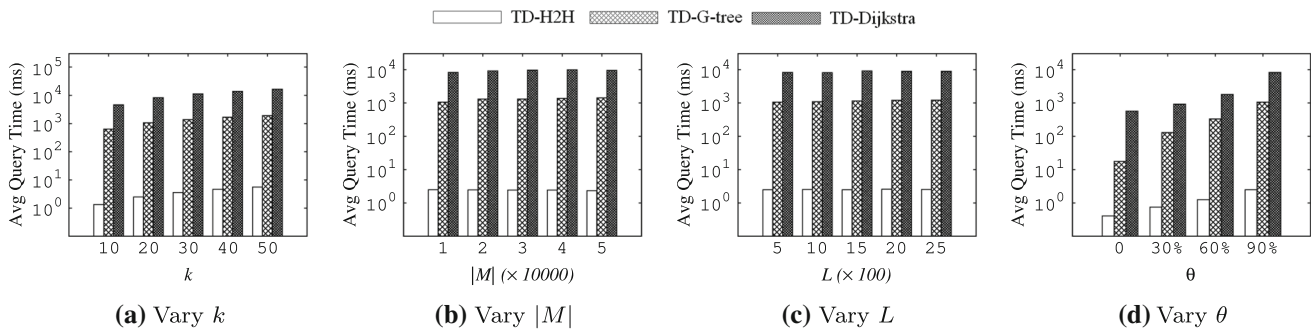 TD-H2H TD-G-tree TD-Dijkstra
Avg Query Time (ms)
10^5
10^4
10^3
10^2
10^1
10^0
10 20 30 40 50
k
(a) Vary k
Avg Query Time (ms)
10^4
10^3
10^2
10^1
10^0
1 2 3 4 5
|M| (× 10000)
(b) Vary |M|
Avg Query Time (ms)
10^4
10^3
10^2
10^1
10^0
5 10 15 20 25
L (× 100)
(c) Vary L
Avg Query Time (ms)
10^4
10^3
10^2
10^1
10^0
0 30% 60% 90%
θ
(d) Vary θ